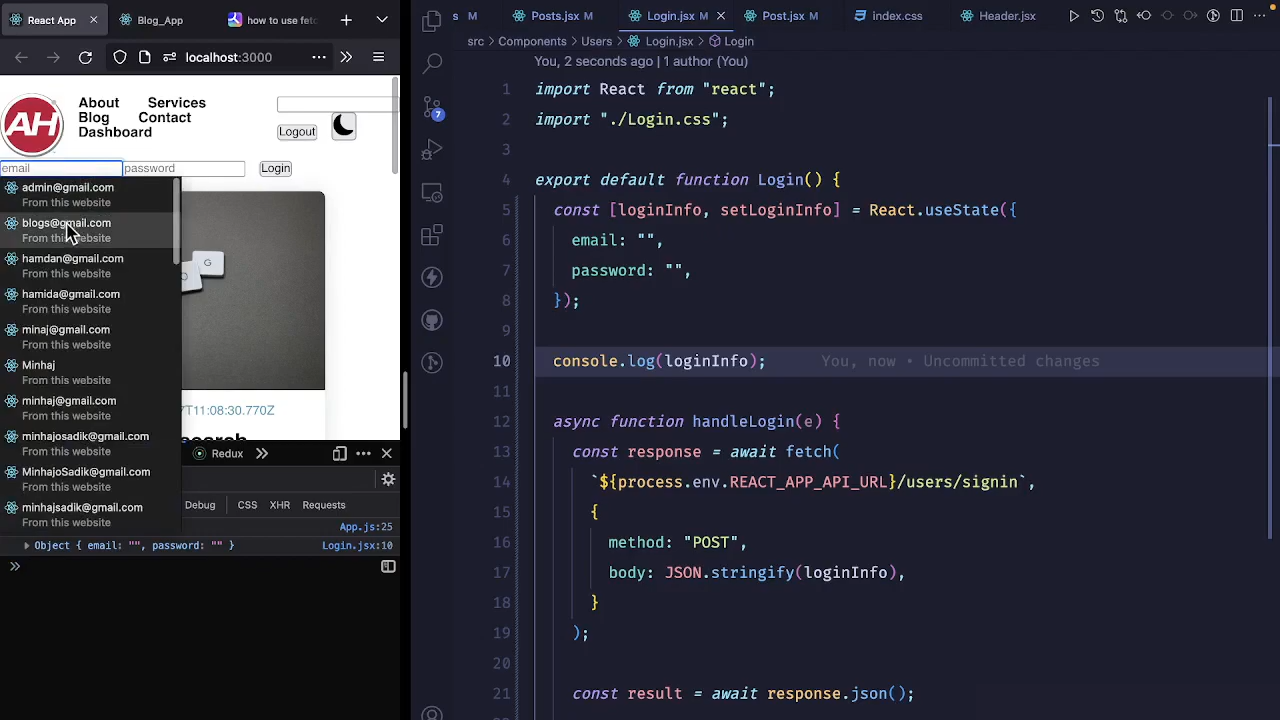 React App
Blog_App
how to use fetc
localhost:3000
AH
About
Services
Blog
Contact
Dashboard
Logout
email
password
Login
admin@gmail.com
From this website
blogs@gmail.com
From this website
hamdan@gmail.com
From this website
hamida@gmail.com
From this website
minaj@gmail.com
From this website
Minhaj
From this website
minhaj@gmail.com
From this website
minhajosadik@gmail.com
From this website
MinhajoSadik@gmail.com
From this website
minhajsadik@gmail.com
From this website
G
7T11:08:30.770Z
Redux
Debug
CSS
XHR
Requests
App.js:25
Object { email: "", password: "" }
Login.jsx:10
s M
Posts.jsx M
Login.jsx M
Post.jsx M
index.css
Header.jsx
src > Components > Users > Login.jsx > Login
7
You, 2 seconds ago | 1 author (You)
1 import React from "react";
2 import "./Login.css";
3
4 export default function Login() {
5 const [loginInfo, setLoginInfo] = React.useState({
6 email: "",
7 password: "",
8 });
9
10 console.log(loginInfo); You, now • Uncommitted changes
11
12 async function handleLogin(e) {
13 const response = await fetch(
14 `${process.env.REACT_APP_API_URL}/users/signin`,
15 {
16 method: "POST",
17 body: JSON.stringify(loginInfo),
18 }
19 );
20
21 const result = await response.json();